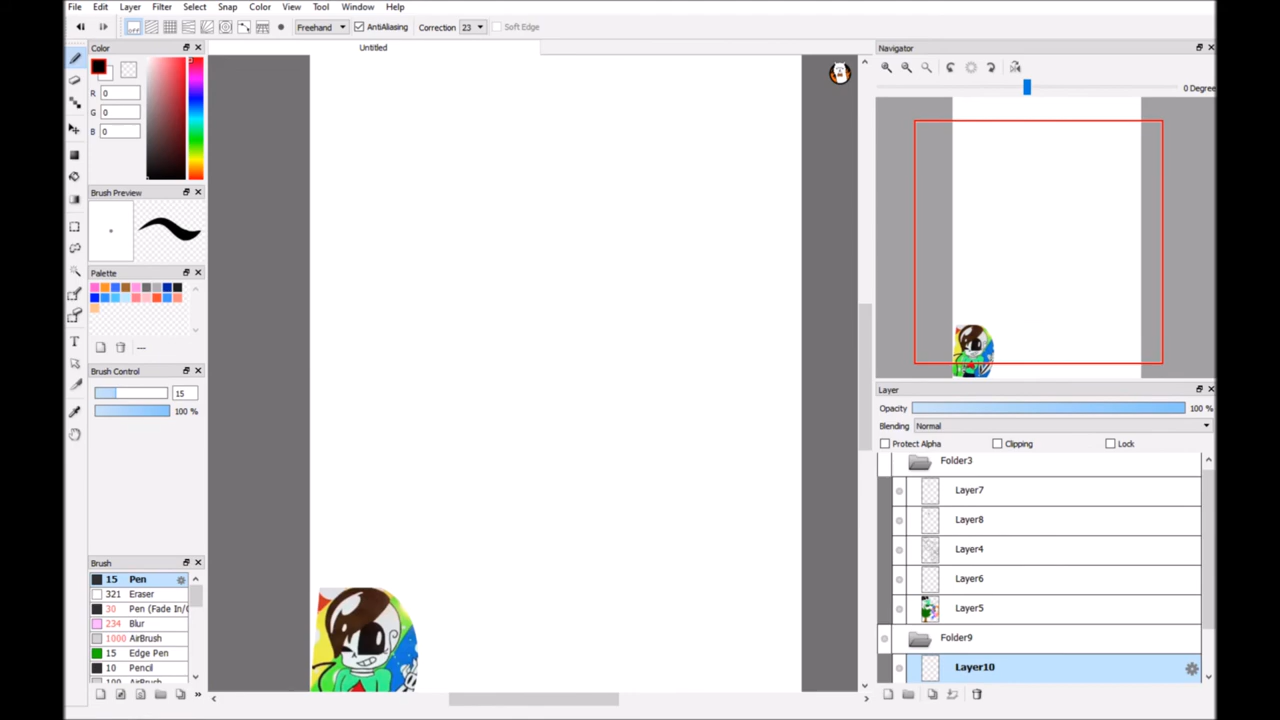 File Edit Layer Filter Select Snap Color View Tool Window Help
off Freehand AntiAliasing Correction 23 Soft Edge
Color
R 0
G 0
B 0
Brush Preview
Palette
---
Brush Control
15
100 %
Brush
15 Pen
321 Eraser
30 Pen (Fade In/O
234 Blur
1000 AirBrush
15 Edge Pen
10 Pencil
100 AirBrush
Untitled
Navigator
0 Degree
Layer
Opacity 100 %
Blending Normal
Protect Alpha Clipping Lock
Folder3
Layer7
Layer8
Layer4
Layer6
Layer5
Folder9
Layer10